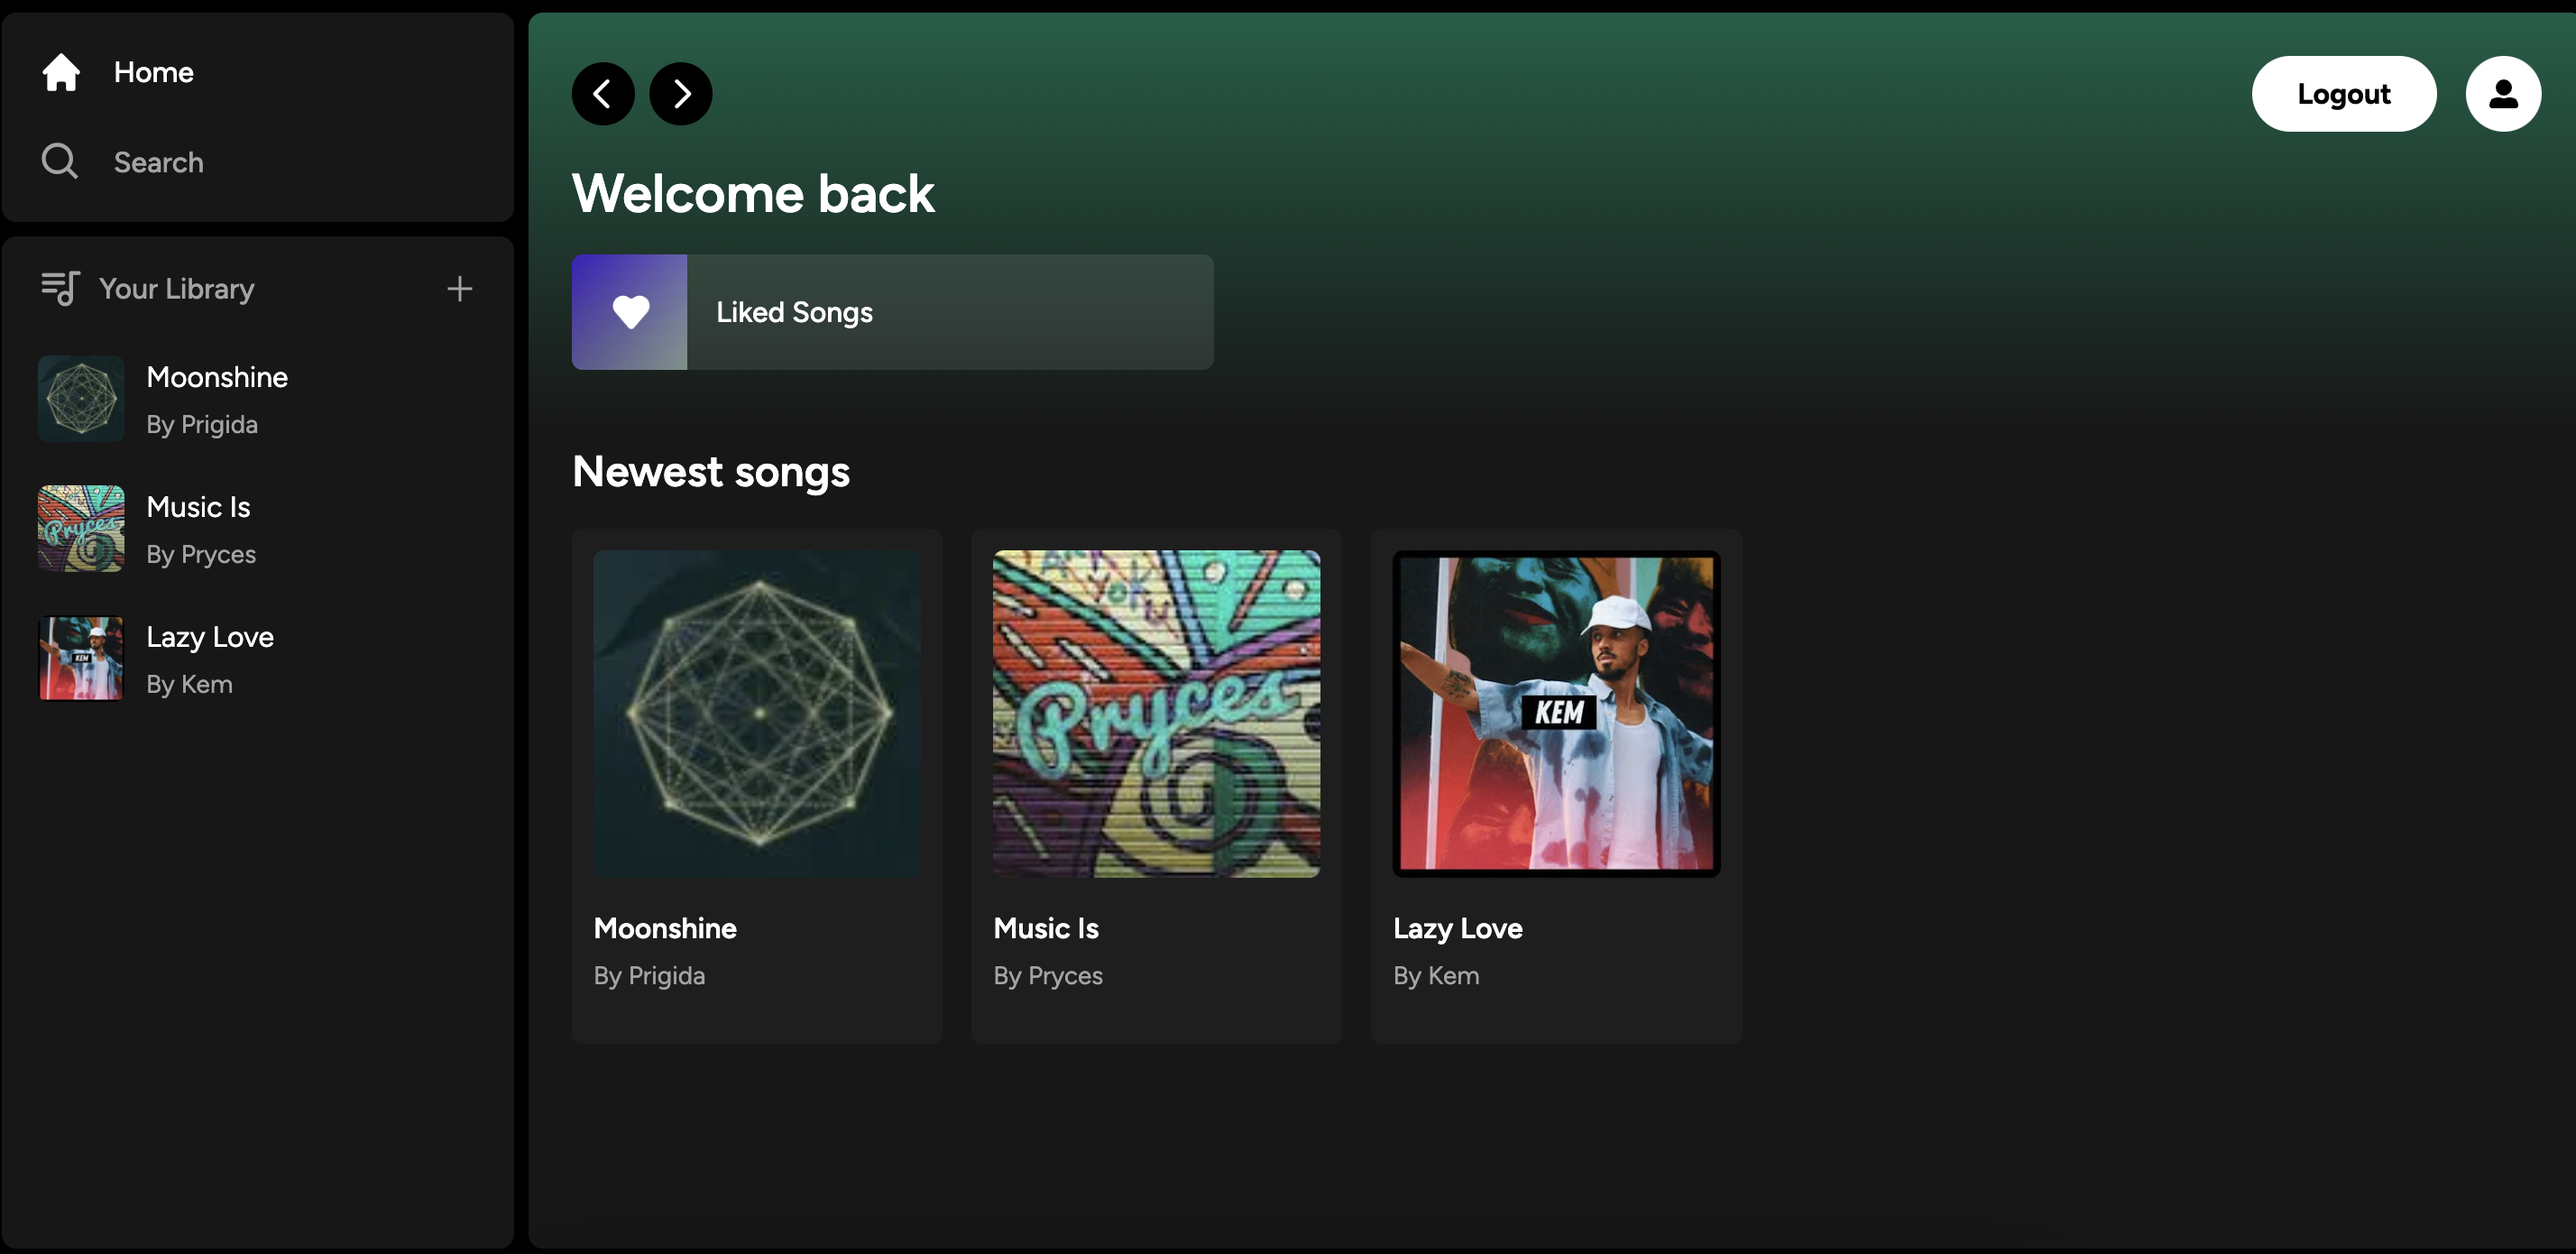 Home
Search
Your Library
Moonshine
By Prigida
Music Is
By Pryces
Lazy Love
By Kem
Logout
Welcome back
Liked Songs
Newest songs
Pryces
KEM
Moonshine
By Prigida
Music Is
By Pryces
Lazy Love
By Kem